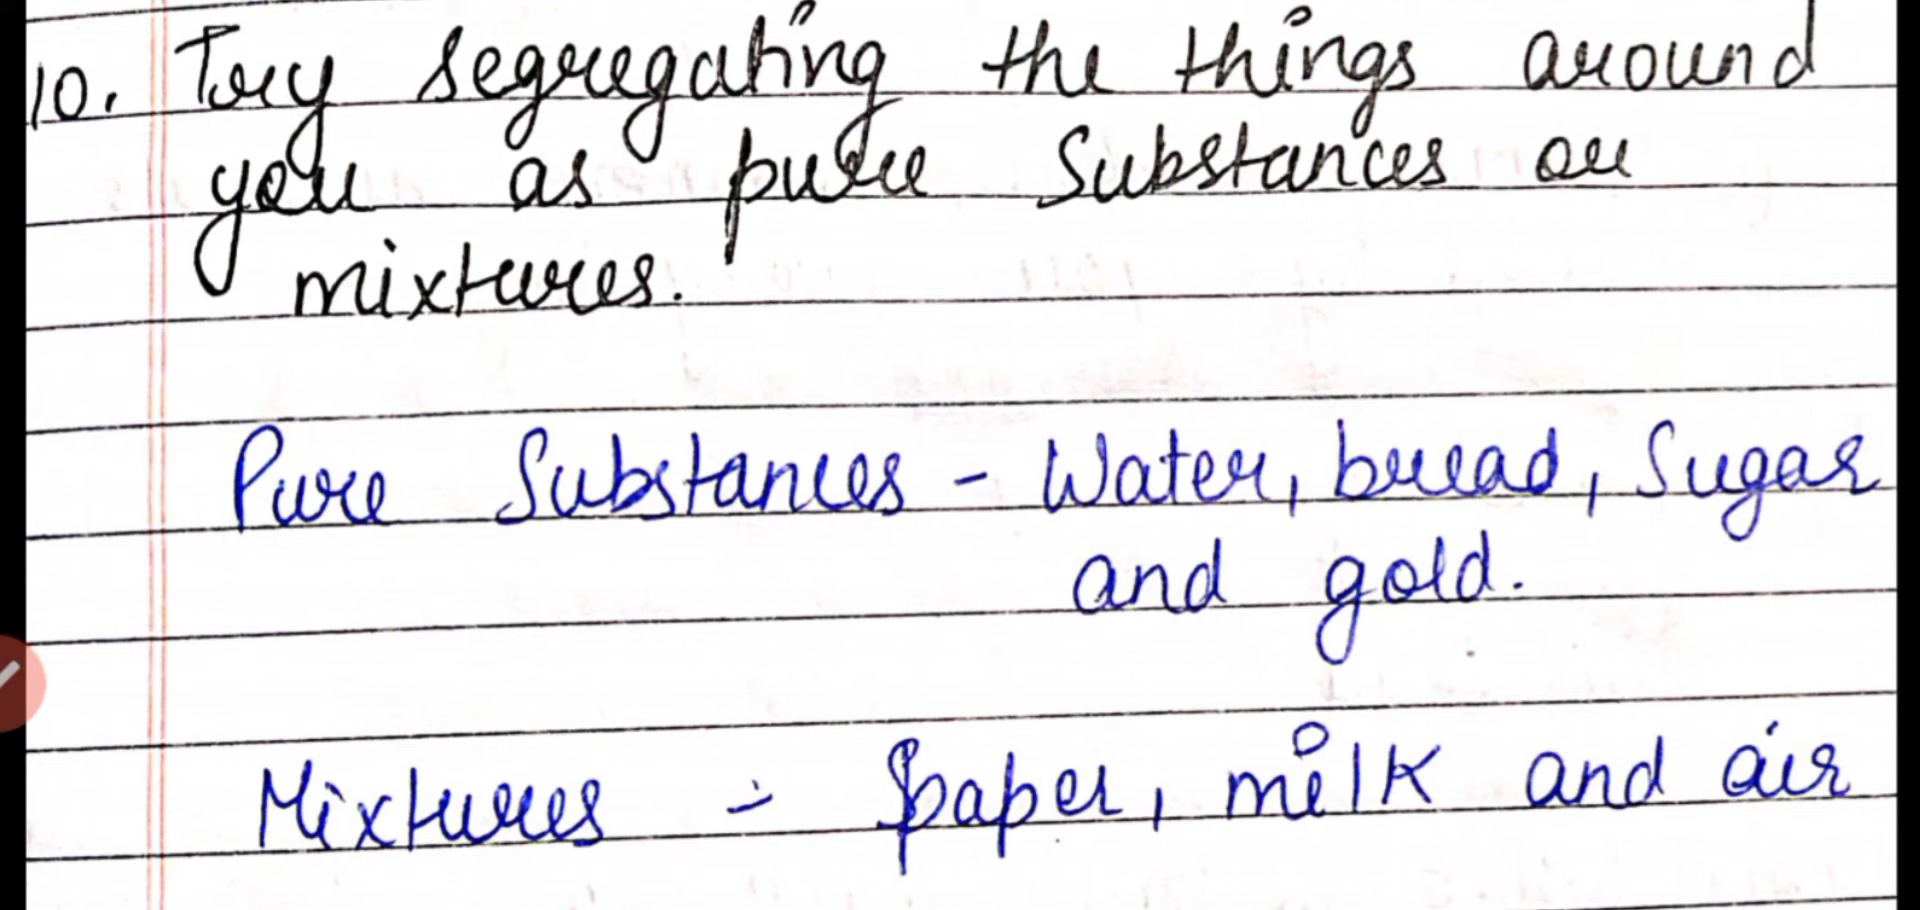 10. Try segregating the things around
you as pure Substances or
mixtures.
Pure Substances - Water, bread, Sugar
and gold.
Mixtures - paper, milk and air